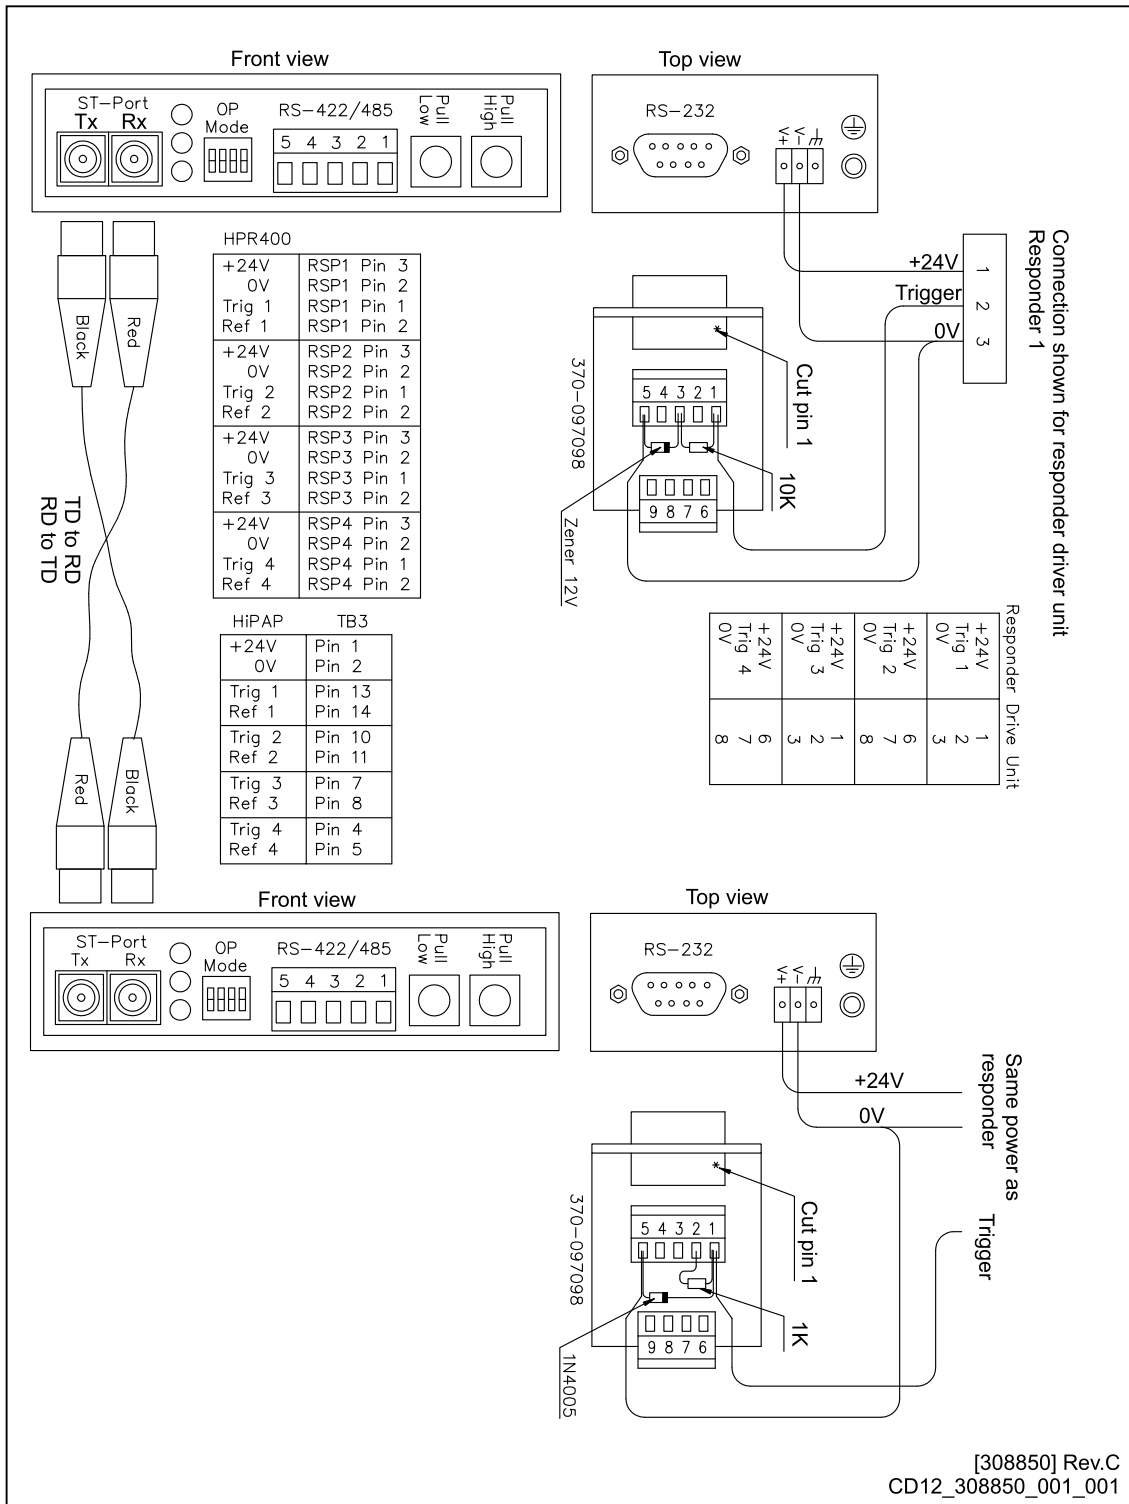 Front view
ST-Port
Tx Rx
OP
Mode
RS-422/485
5 4 3 2 1
Pull
Low
Pull
High
Top view
RS-232
V+
V-
Connection shown for responder driver unit
Responder 1
+24V 1
Trigger 2
0V 3
Black
Red
TD to RD
RD to TD
Red
Black
HPR400
+24V RSP1 Pin 3
0V RSP1 Pin 2
Trig 1 RSP1 Pin 1
Ref 1 RSP1 Pin 2
+24V RSP2 Pin 3
0V RSP2 Pin 2
Trig 2 RSP2 Pin 1
Ref 2 RSP2 Pin 2
+24V RSP3 Pin 3
0V RSP3 Pin 2
Trig 3 RSP3 Pin 1
Ref 3 RSP3 Pin 2
+24V RSP4 Pin 3
0V RSP4 Pin 2
Trig 4 RSP4 Pin 1
Ref 4 RSP4 Pin 2
HiPAP TB3
+24V Pin 1
0V Pin 2
Trig 1 Pin 13
Ref 1 Pin 14
Trig 2 Pin 10
Ref 2 Pin 11
Trig 3 Pin 7
Ref 3 Pin 8
Trig 4 Pin 4
Ref 4 Pin 5
*
Cut pin 1
370-097098
5 4 3 2 1
10K
9 8 7 6
Zener 12V
Responder Drive Unit
+24V 1
Trig 1 2
0V 3
+24V 6
Trig 2 7
0V 8
+24V 1
Trig 3 2
0V 3
+24V 6
Trig 4 7
0V 8
Front view
ST-Port
Tx Rx
OP
Mode
RS-422/485
5 4 3 2 1
Pull
Low
Pull
High
Top view
RS-232
V+
V-
+24V
0V
Same power as
responder
Trigger
*
Cut pin 1
370-097098
5 4 3 2 1
1K
9 8 7 6
1N4005
[308850] Rev.C
CD12_308850_001_001